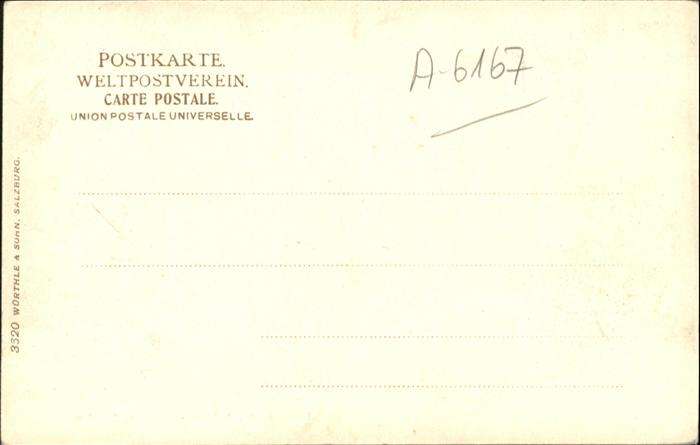 POSTKARTE.
WELTPOSTVEREIN.
CARTE POSTALE.
UNION POSTALE UNIVERSELLE.
A-6167
3320 WÜRTHLE & SOHN, SALZBURG.